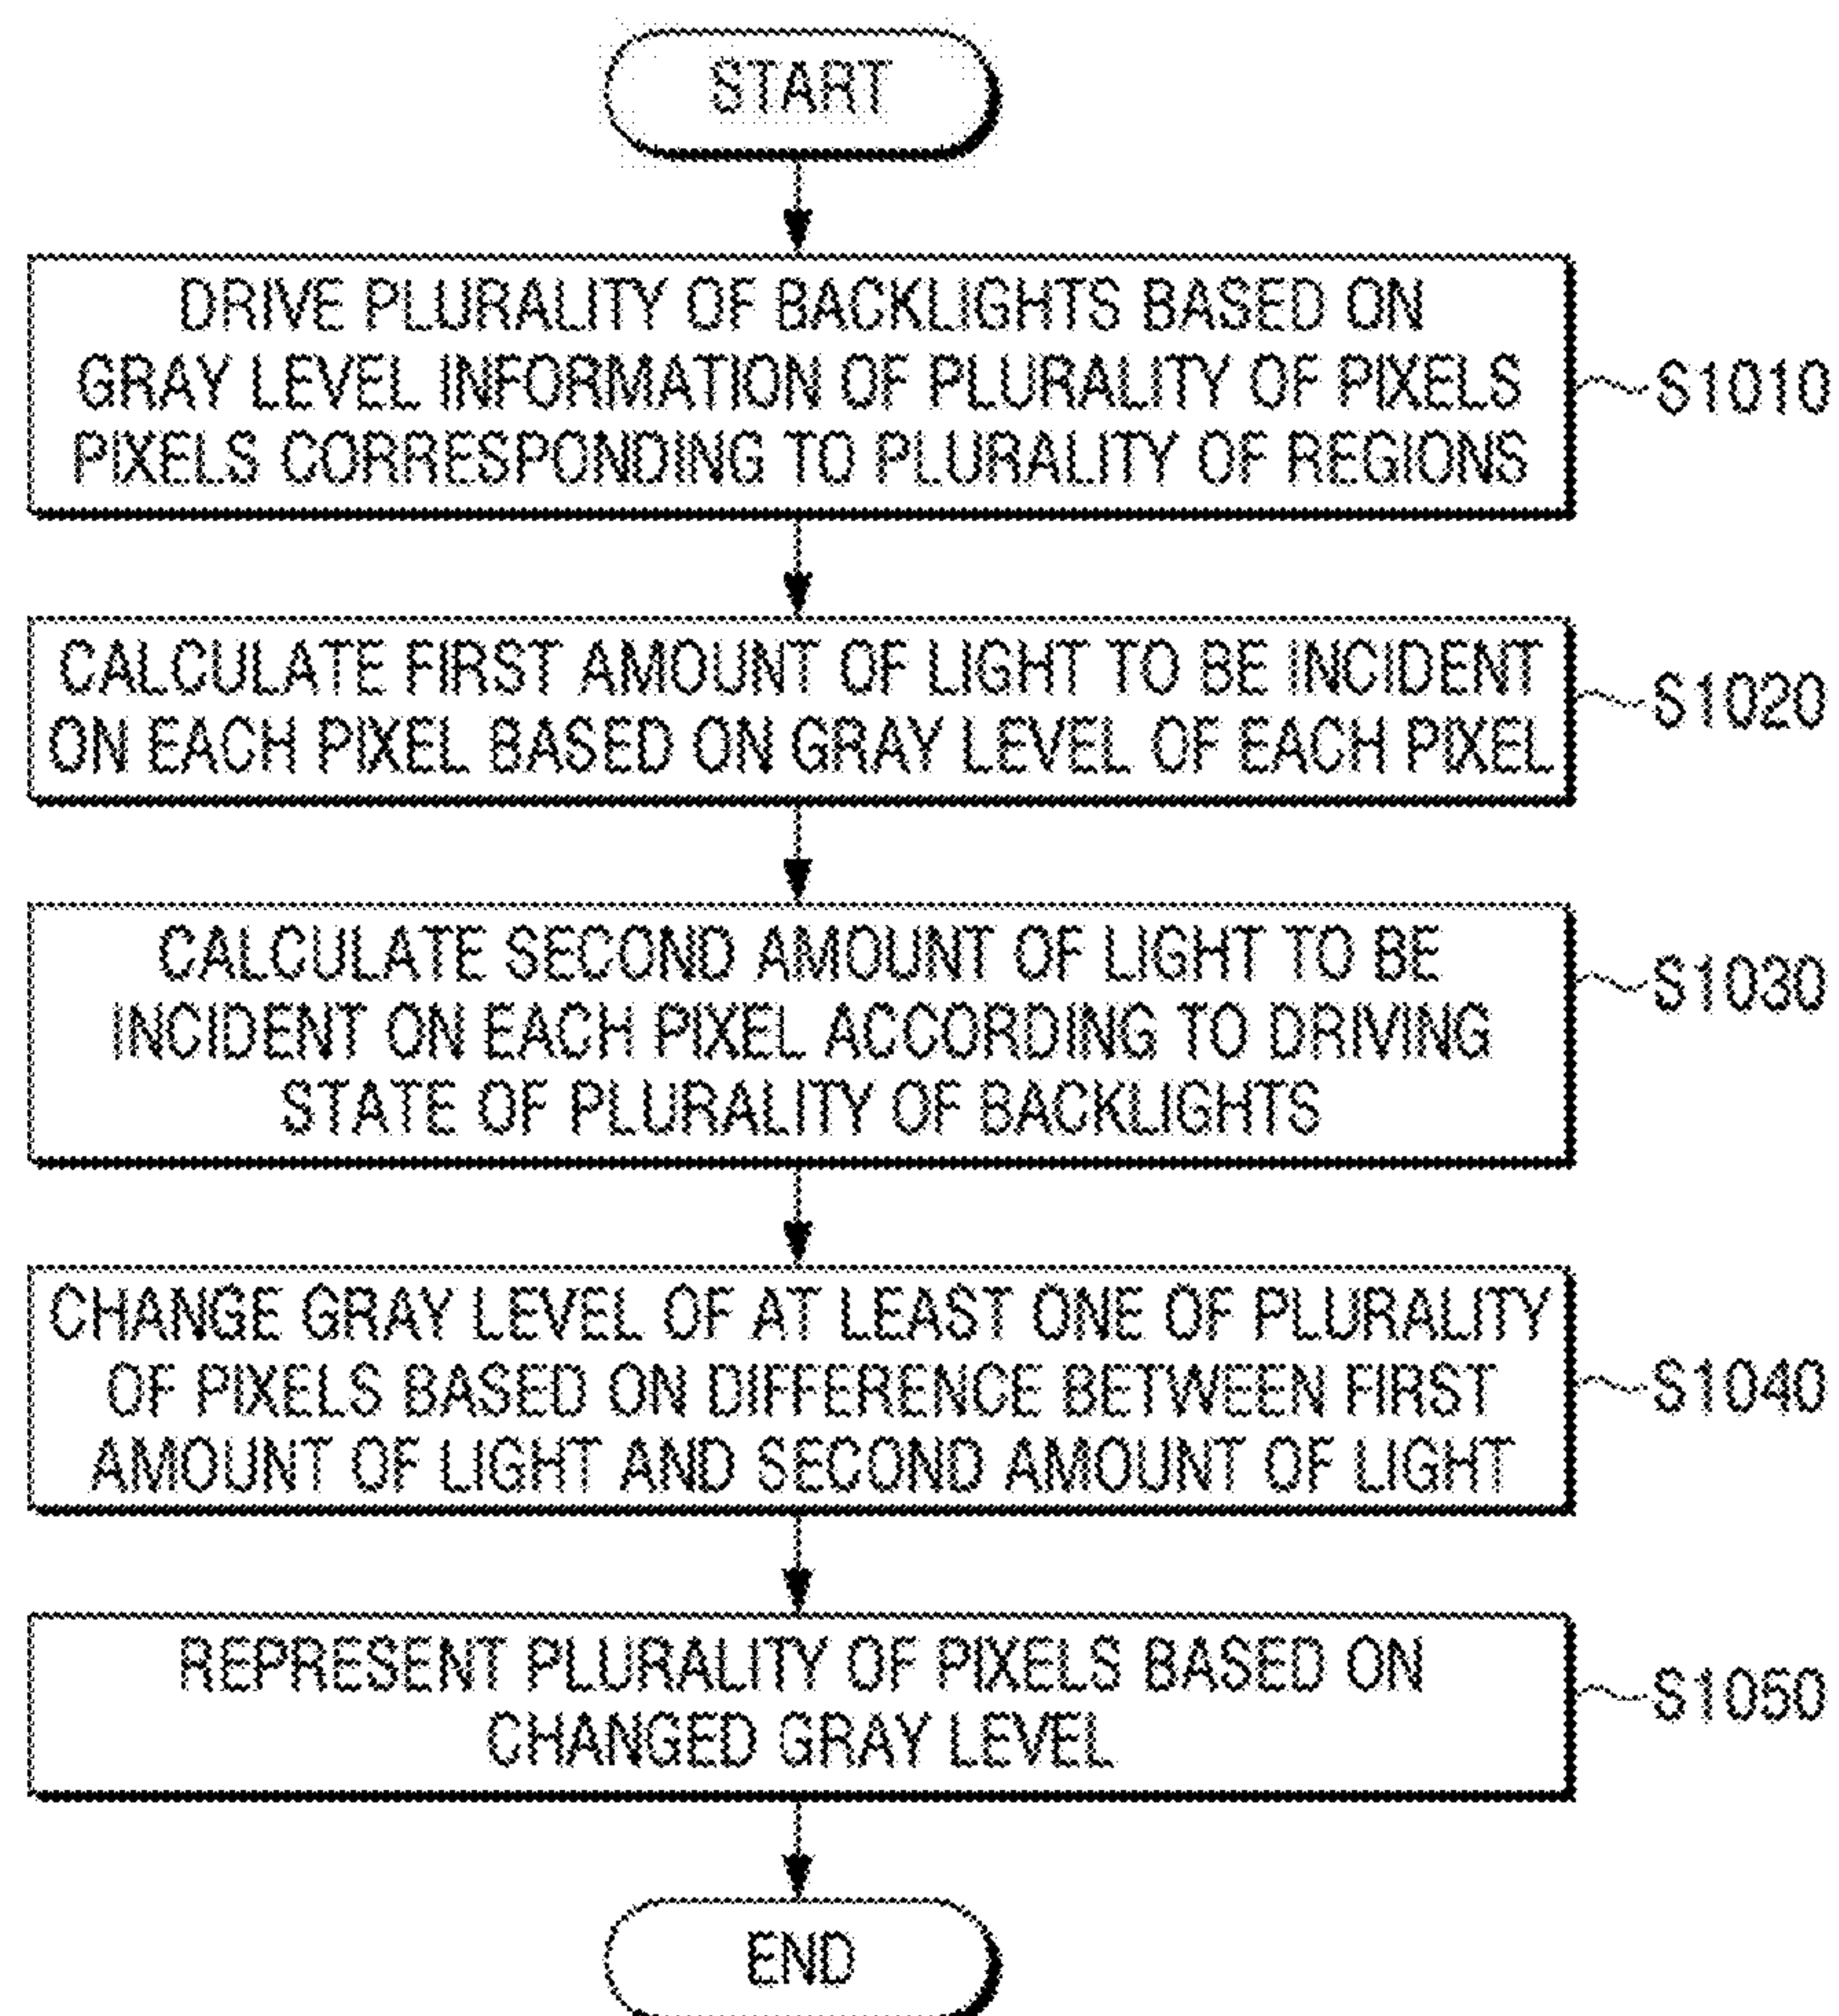 START
DRIVE PLURALITY OF BACKLIGHTS BASED ON
GRAY LEVEL INFORMATION OF PLURALITY OF PIXELS
PIXELS CORRESPONDING TO PLURALITY OF REGIONS
S1010
CALCULATE FIRST AMOUNT OF LIGHT TO BE INCIDENT
ON EACH PIXEL BASED ON GRAY LEVEL OF EACH PIXEL
S1020
CALCULATE SECOND AMOUNT OF LIGHT TO BE
INCIDENT ON EACH PIXEL ACCORDING TO DRIVING
STATE OF PLURALITY OF BACKLIGHTS
S1030
CHANGE GRAY LEVEL OF AT LEAST ONE OF PLURALITY
OF PIXELS BASED ON DIFFERENCE BETWEEN FIRST
AMOUNT OF LIGHT AND SECOND AMOUNT OF LIGHT
S1040
REPRESENT PLURALITY OF PIXELS BASED ON
CHANGED GRAY LEVEL
S1050
END